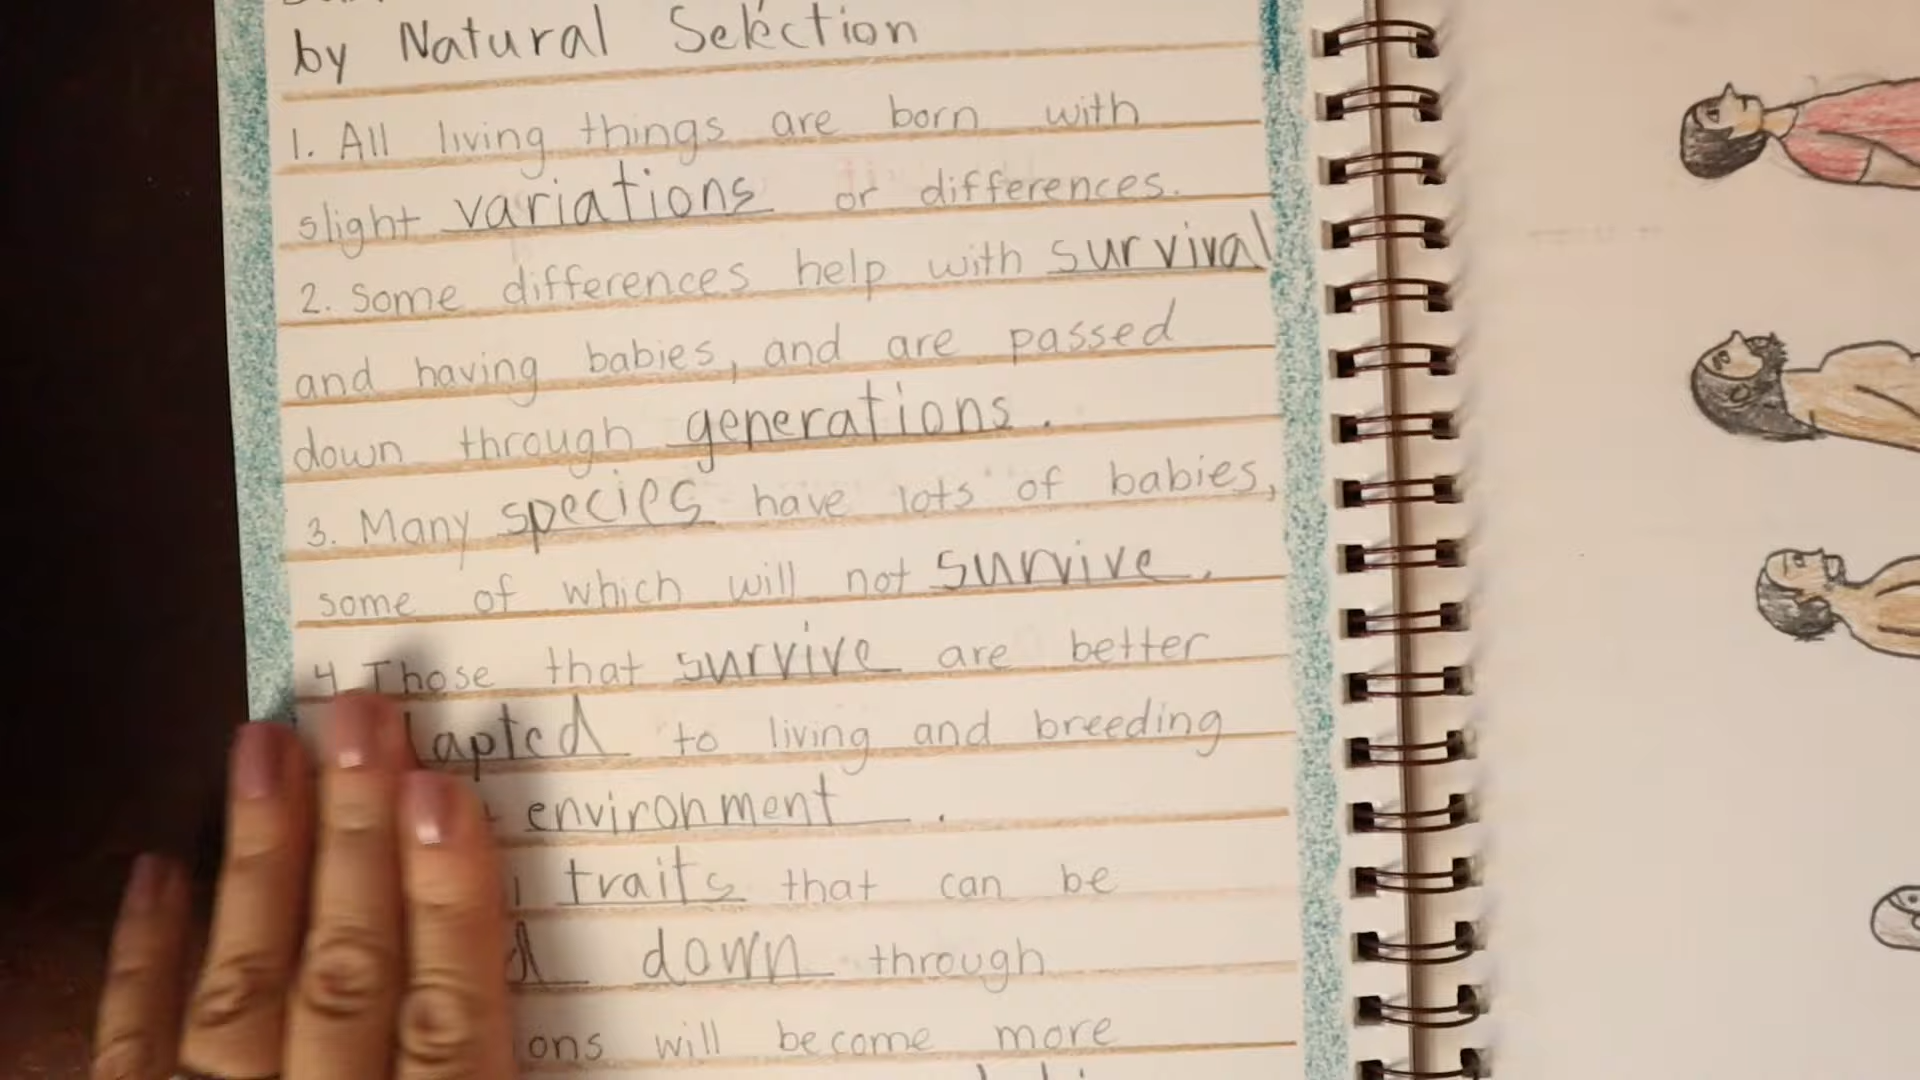 by Natural Selection
1. All living things are born with
slight variations or differences.
2. Some differences help with survival
and having babies, and are passed
down through generations.
3. Many species have lots of babies,
some of which will not survive.
4. Those that survive are better
to living and breeding
environment.
traits that can be
down through
will become more